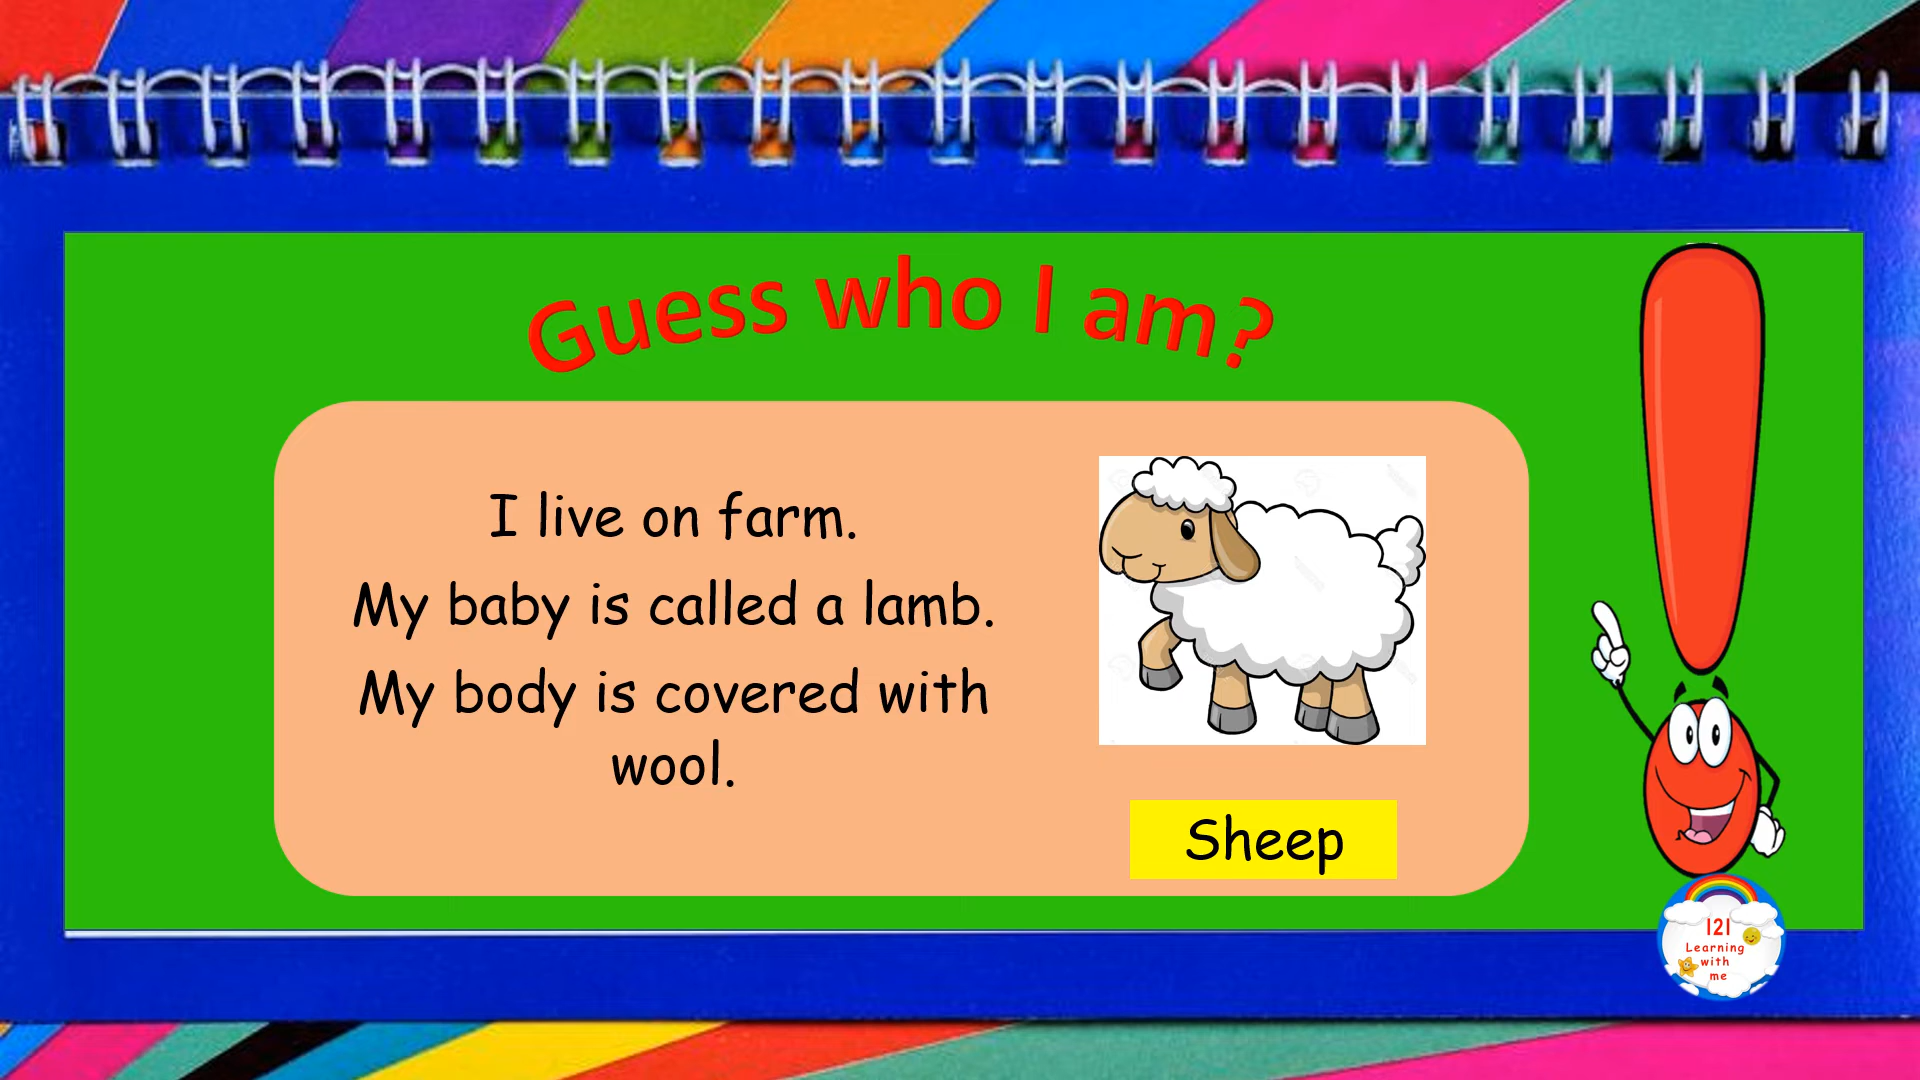 Guess who I am?
I live on farm.
My baby is called a lamb.
My body is covered with
wool.
Sheep
121
Learning
with
me